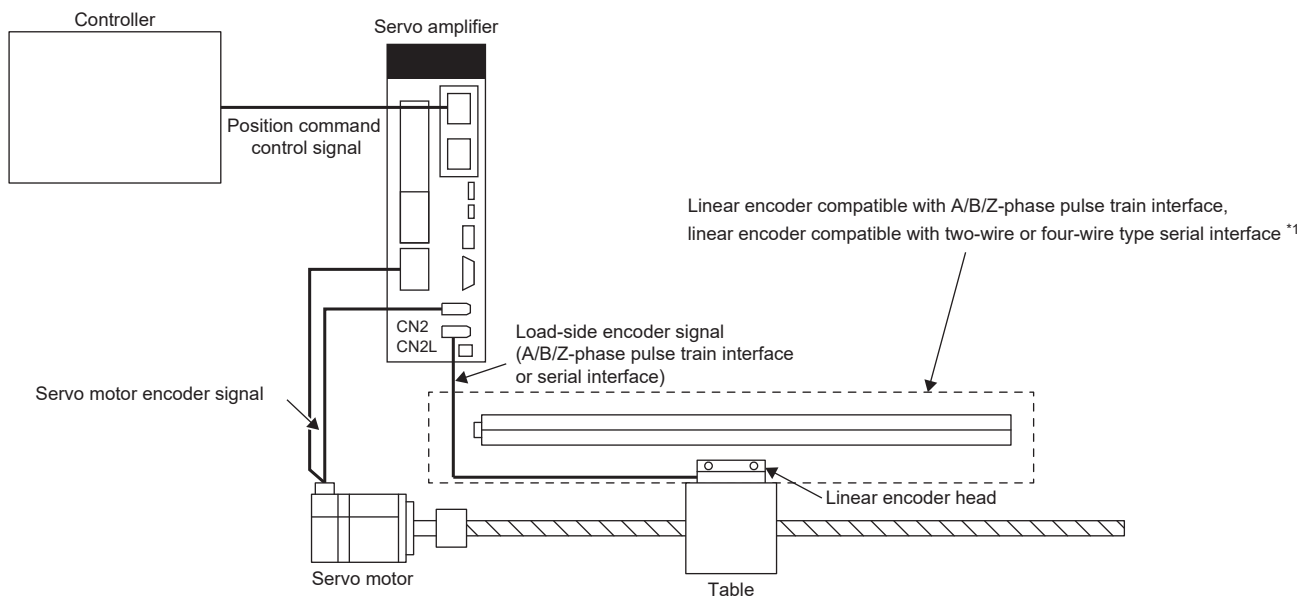 Controller
Servo amplifier
Position command
control signal
Linear encoder compatible with A/B/Z-phase pulse train interface,
linear encoder compatible with two-wire or four-wire type serial interface *1
CN2
CN2L
Load-side encoder signal
(A/B/Z-phase pulse train interface
or serial interface)
Servo motor encoder signal
Linear encoder head
Servo motor
Table